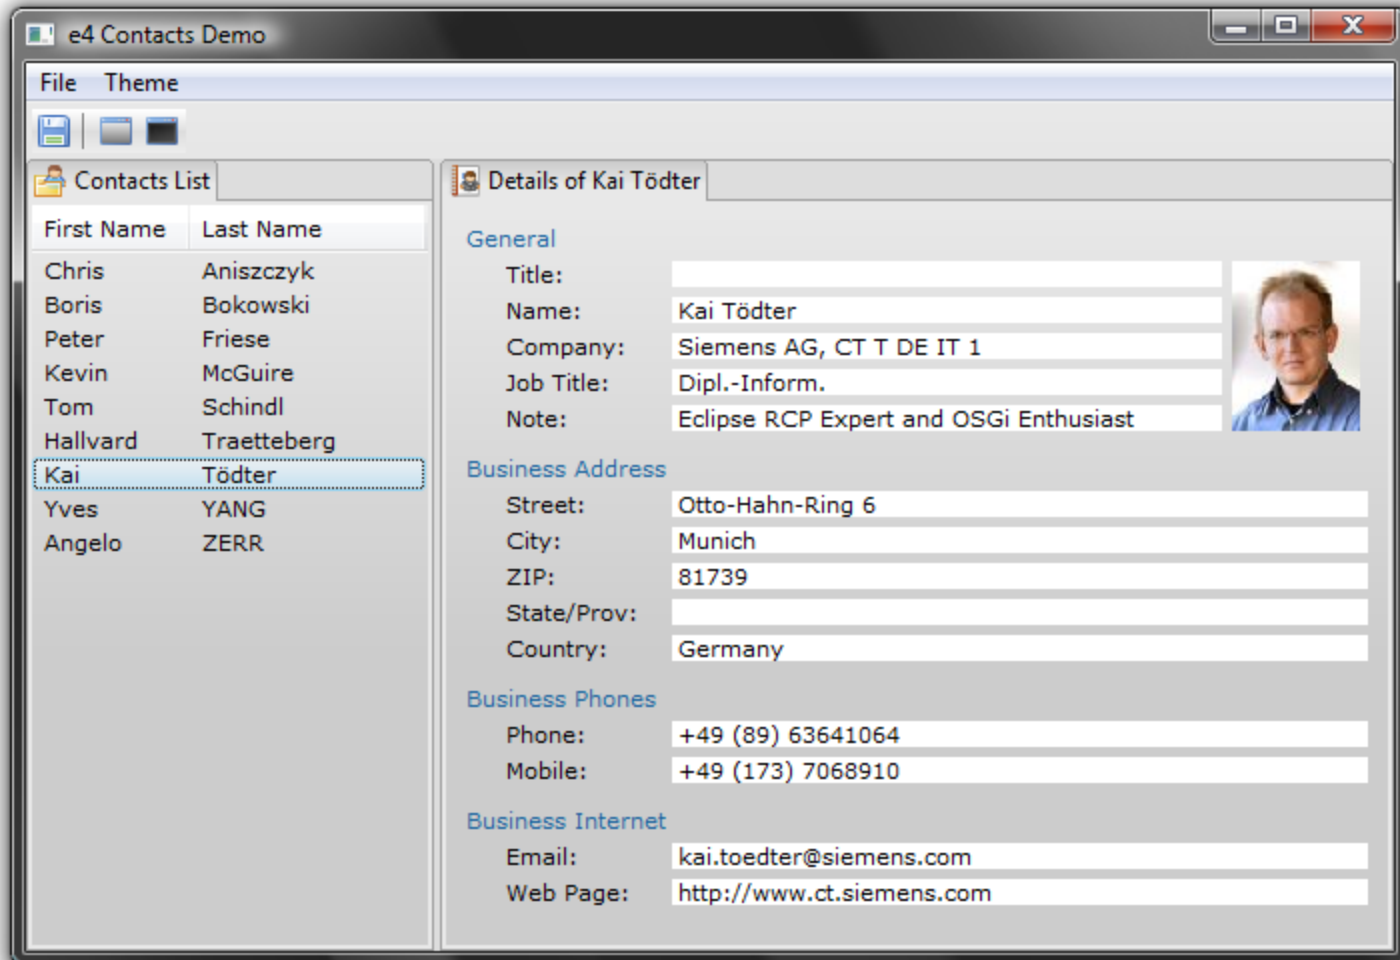 e4 Contacts Demo
File Theme
Contacts List
First Name Last Name
Chris Aniszczyk
Boris Bokowski
Peter Friese
Kevin McGuire
Tom Schindl
Hallvard Traetteberg
Kai Tödter
Yves YANG
Angelo ZERR
Details of Kai Tödter
General
Title:
Name: Kai Tödter
Company: Siemens AG, CT T DE IT 1
Job Title: Dipl.-Inform.
Note: Eclipse RCP Expert and OSGi Enthusiast
Business Address
Street: Otto-Hahn-Ring 6
City: Munich
ZIP: 81739
State/Prov:
Country: Germany
Business Phones
Phone: +49 (89) 63641064
Mobile: +49 (173) 7068910
Business Internet
Email: kai.toedter@siemens.com
Web Page: http://www.ct.siemens.com